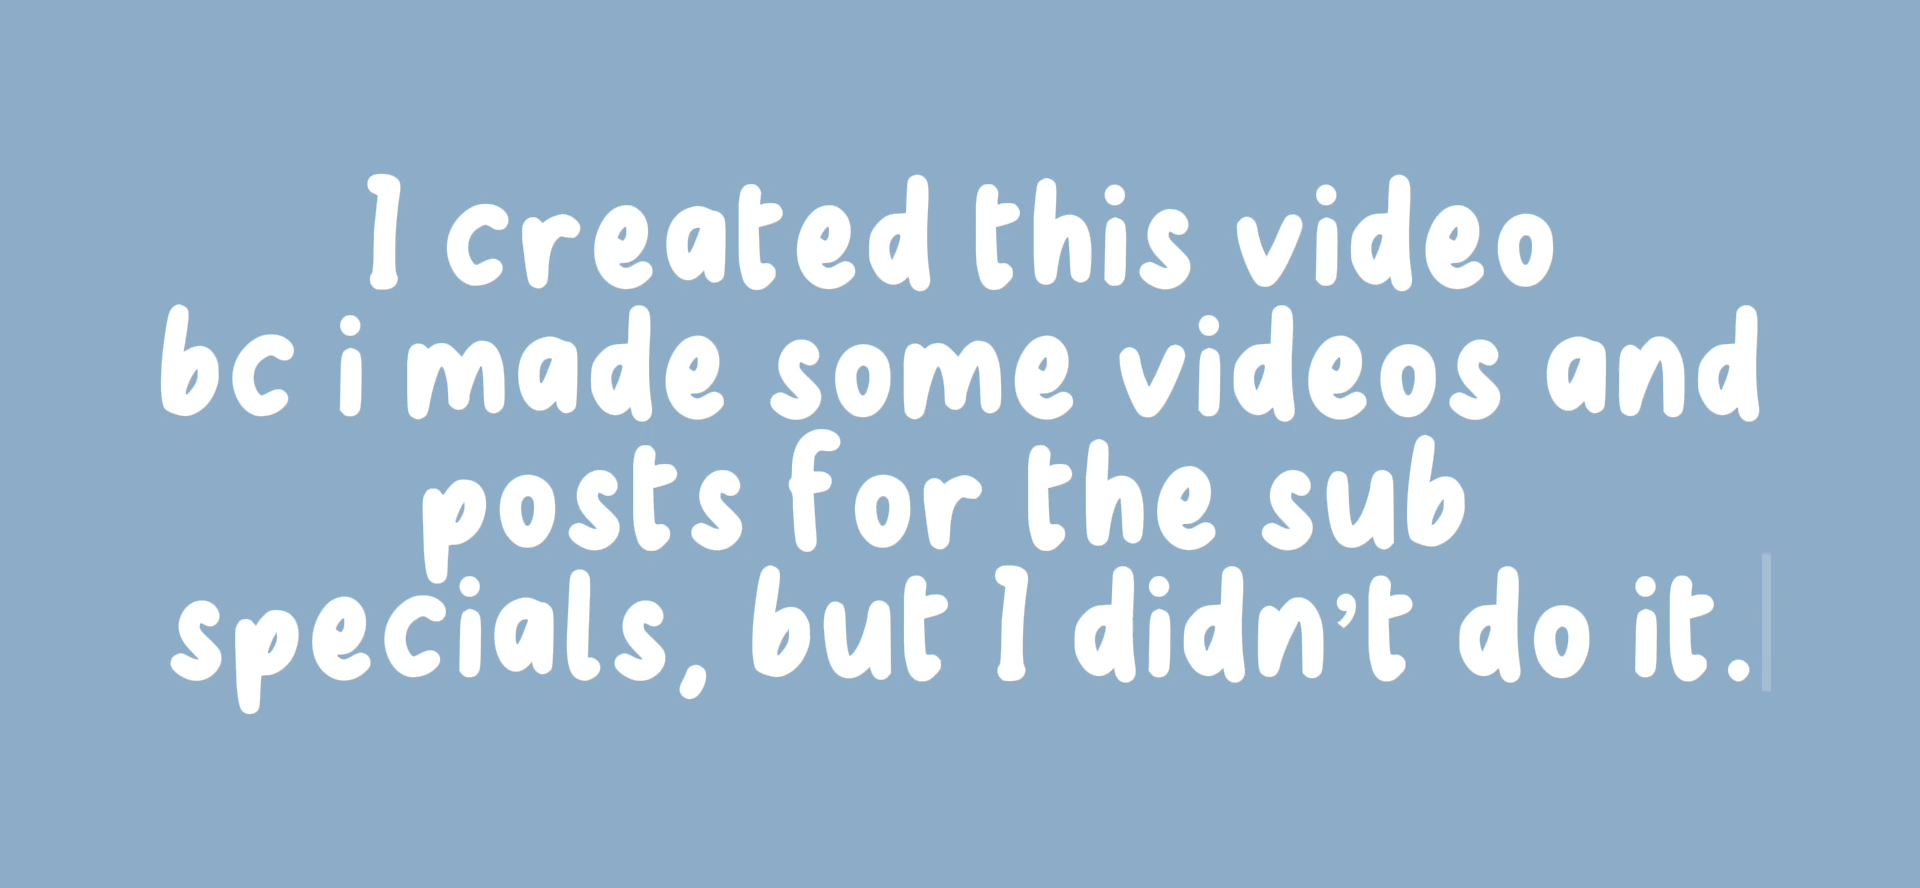 I created this video
bc i made some videos and
posts for the sub
specials, but I didn't do it.